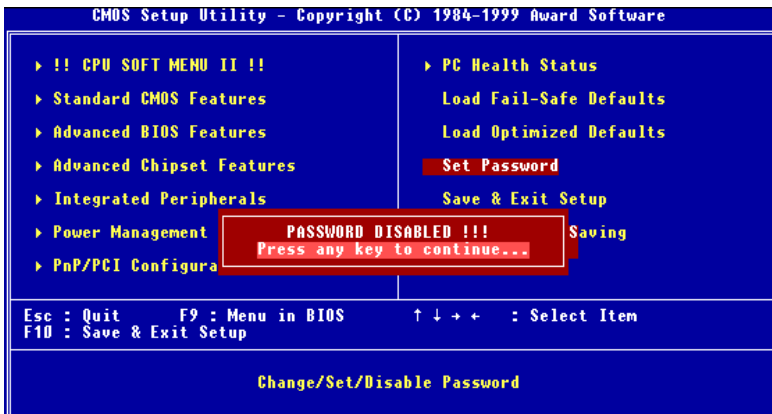 CMOS Setup Utility - Copyright (C) 1984-1999 Award Software
!! CPU SOFT MENU II !!
Standard CMOS Features
Advanced BIOS Features
Advanced Chipset Features
Integrated Peripherals
Power Management
PnP/PCI Configura
PC Health Status
Load Fail-Safe Defaults
Load Optimized Defaults
Set Password
Save & Exit Setup
Saving
PASSWORD DISABLED !!!
Press any key to continue...
Esc : Quit F9 : Menu in BIOS ↑ ↓ → ← : Select Item
F10 : Save & Exit Setup
Change/Set/Disable Password